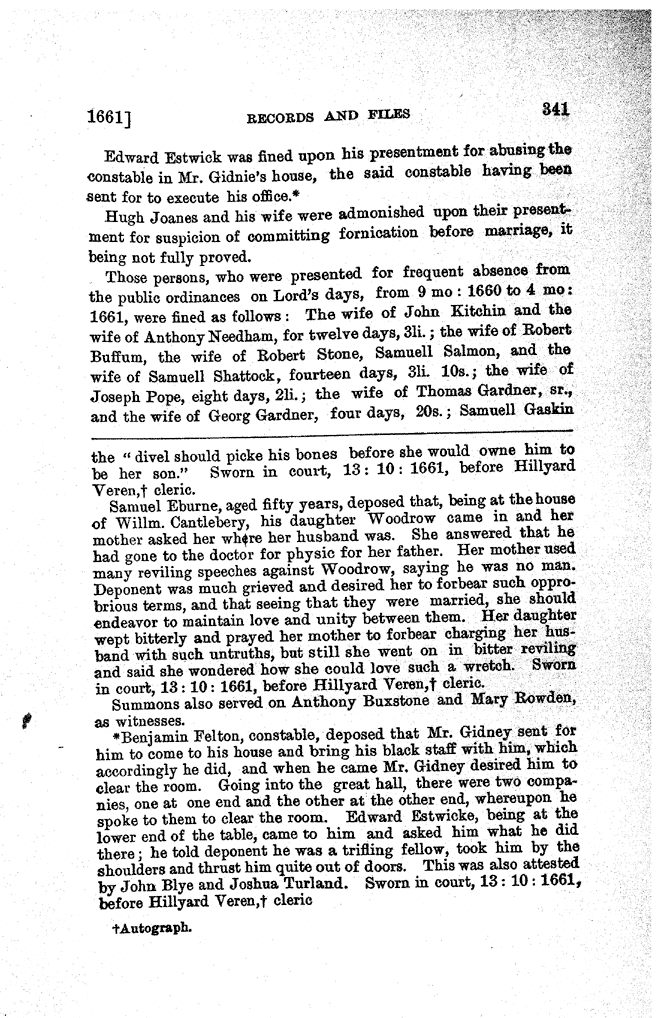 1661] RECORDS AND FILES 341
Edward Estwick was fined upon his presentment for abusing the
constable in Mr. Gidnie's house, the said constable having been
sent for to execute his office.*
Hugh Joanes and his wife were admonished upon their present-
ment for suspicion of committing fornication before marriage, it
being not fully proved.
Those persons, who were presented for frequent absence from
the public ordinances on Lord's days, from 9 mo : 1660 to 4 mo :
1661, were fined as follows : The wife of John Kitchin and the
wife of Anthony Needham, for twelve days, 3li. ; the wife of Robert
Buffum, the wife of Robert Stone, Samuell Salmon, and the
wife of Samuell Shattock, fourteen days, 3li. 10s.; the wife of
Joseph Pope, eight days, 2li. ; the wife of Thomas Gardner, sr.,
and the wife of Georg Gardner, four days, 20s. ; Samuell Gaskin
the " divel should picke his bones before she would owne him to
be her son." Sworn in court, 13 : 10 : 1661, before Hillyard
Veren,† cleric.
Samuel Eburne, aged fifty years, deposed that, being at the house
of Willm. Cantlebery, his daughter Woodrow came in and her
mother asked her where her husband was. She answered that he
had gone to the doctor for physic for her father. Her mother used
many reviling speeches against Woodrow, saying he was no man.
Deponent was much grieved and desired her to forbear such oppro-
brious terms, and that seeing that they were married, she should
endeavor to maintain love and unity between them. Her daughter
wept bitterly and prayed her mother to forbear charging her hus-
band with such untruths, but still she went on in bitter reviling
and said she wondered how she could love such a wretch. Sworn
in court, 13 : 10 : 1661, before Hillyard Veren,† cleric.
Summons also served on Anthony Buxstone and Mary Rowden,
as witnesses.
*Benjamin Felton, constable, deposed that Mr. Gidney sent for
him to come to his house and bring his black staff with him, which
accordingly he did, and when he came Mr. Gidney desired him to
clear the room. Going into the great hall, there were two compa-
nies, one at one end and the other at the other end, whereupon he
spoke to them to clear the room. Edward Estwicke, being at the
lower end of the table, came to him and asked him what he did
there ; he told deponent he was a trifling fellow, took him by the
shoulders and thrust him quite out of doors. This was also attested
by John Blye and Joshua Turland. Sworn in court, 13 : 10 : 1661,
before Hillyard Veren,† cleric
†Autograph.